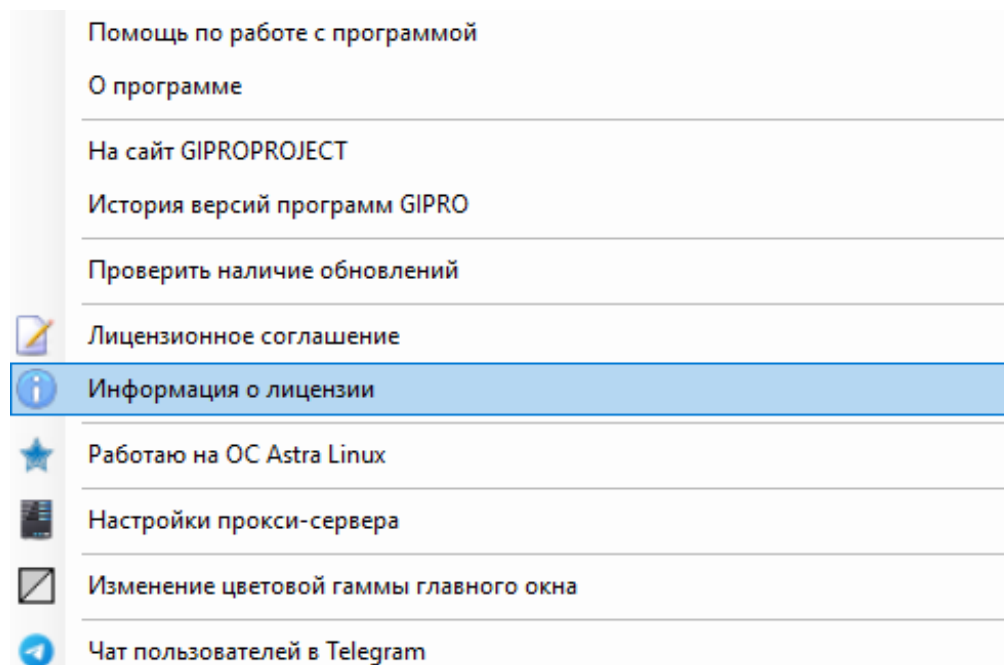 Помощь по работе с программой
О программе
На сайт GIPROPROJECT
История версий программ GIPRO
Проверить наличие обновлений
Лицензионное соглашение
Информация о лицензии
Работаю на ОС Astra Linux
Настройки прокси-сервера
Изменение цветовой гаммы главного окна
Чат пользователей в Telegram